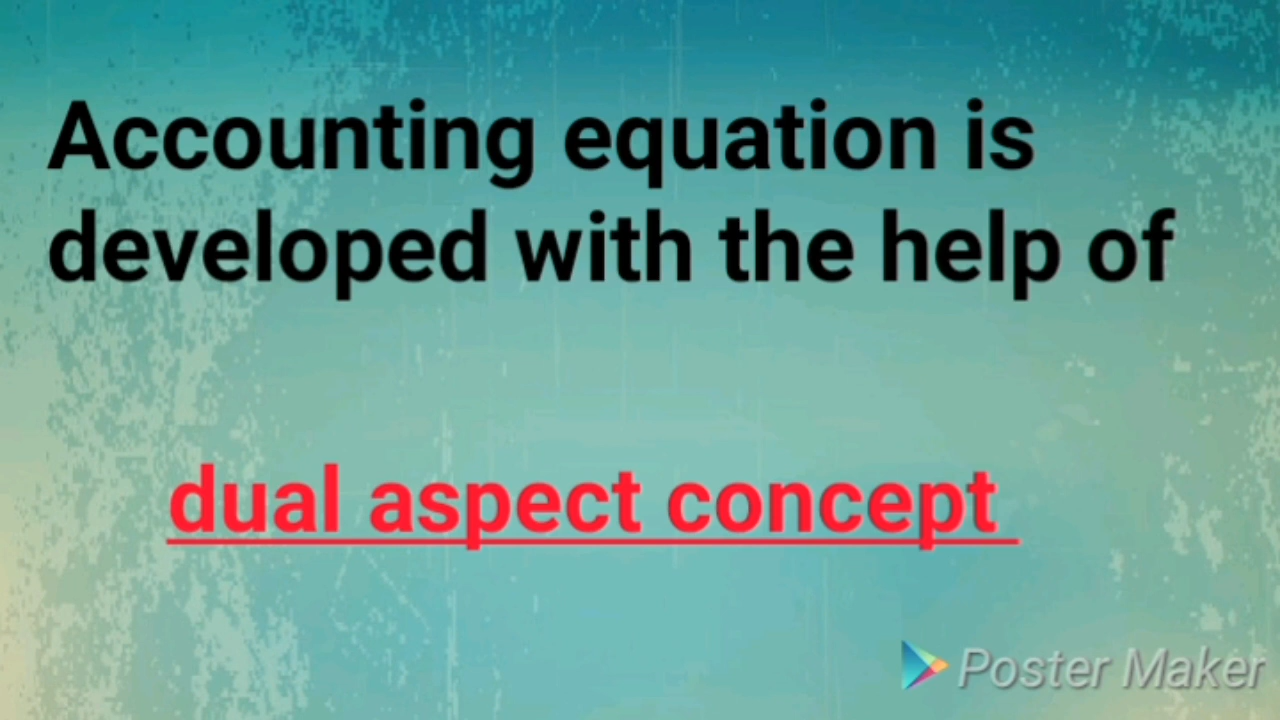 Accounting equation is
developed with the help of
dual aspect concept
Poster Maker